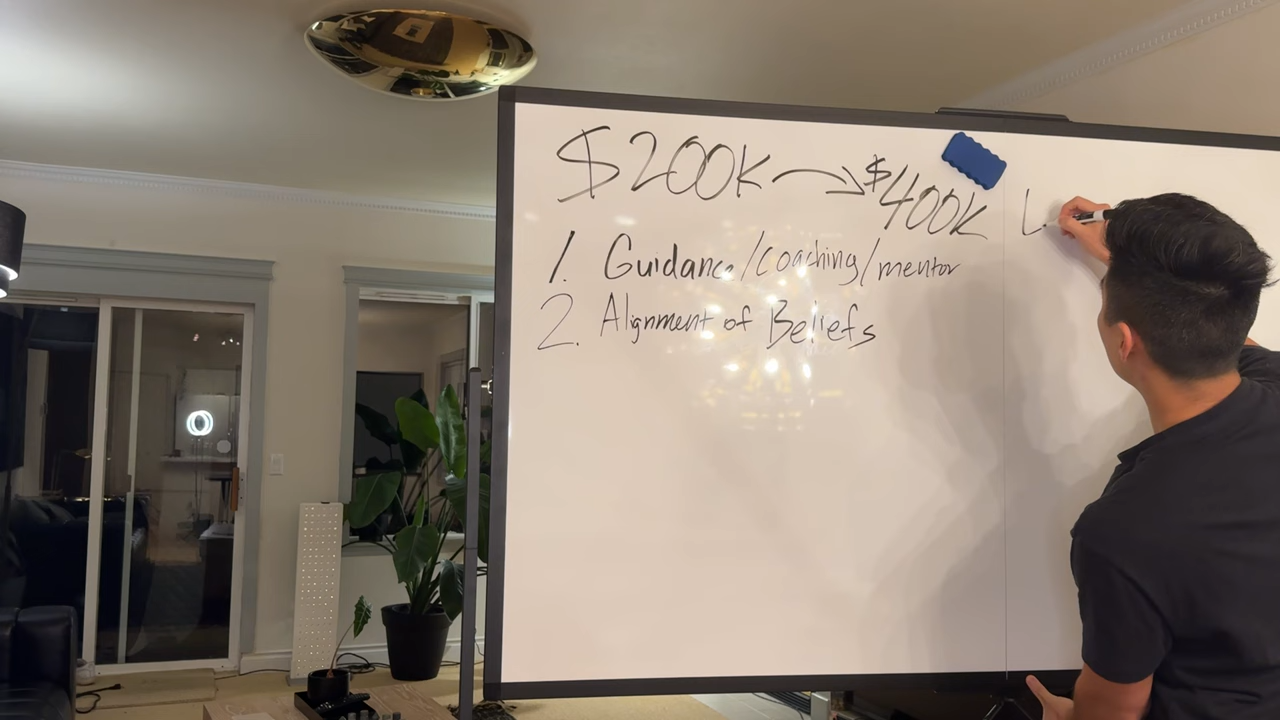 $200K → $400K L
1. Guidance/coaching/mentor
2. Alignment of Beliefs